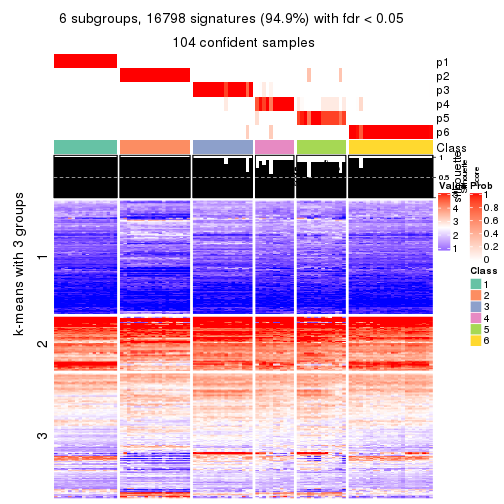 6 subgroups, 16798 signatures (94.9%) with fdr < 0.05
104 confident samples
p1
p2
p3
p4
p5
p6
Class
1
0.5
Silhouette
score
Value
4
3
2
1
Prob
1
0.8
0.6
0.4
0.2
0
Class
1
2
3
4
5
6
k-means with 3 groups
1
2
3